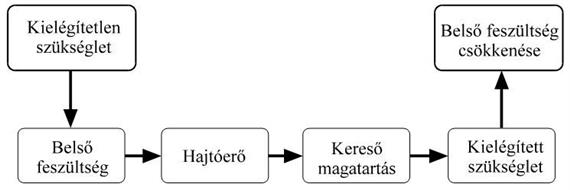 Kielégítetlen
szükséglet
Belső
feszültség
Hajtóerő
Kereső
magatartás
Kielégített
szükséglet
Belső feszültség
csökkenése